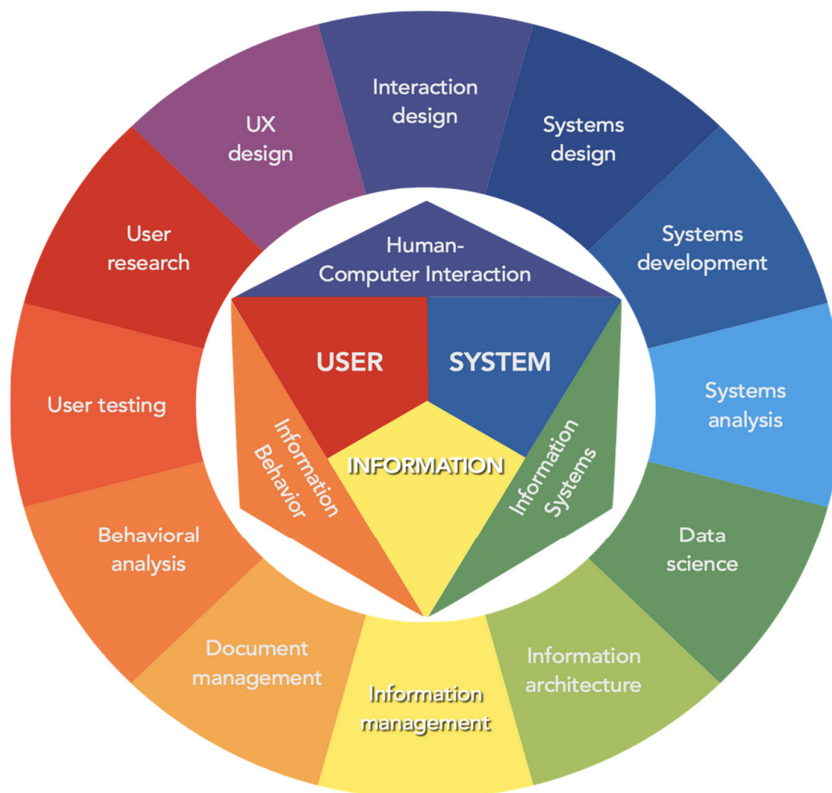 Interaction
design
Systems
design
Systems
development
Systems
analysis
Data
science
Information
architecture
Information
management
Document
management
Behavioral
analysis
User testing
User
research
UX
design
Human-
Computer Interaction
USER
SYSTEM
INFORMATION
Information
Behavior
Information
Systems